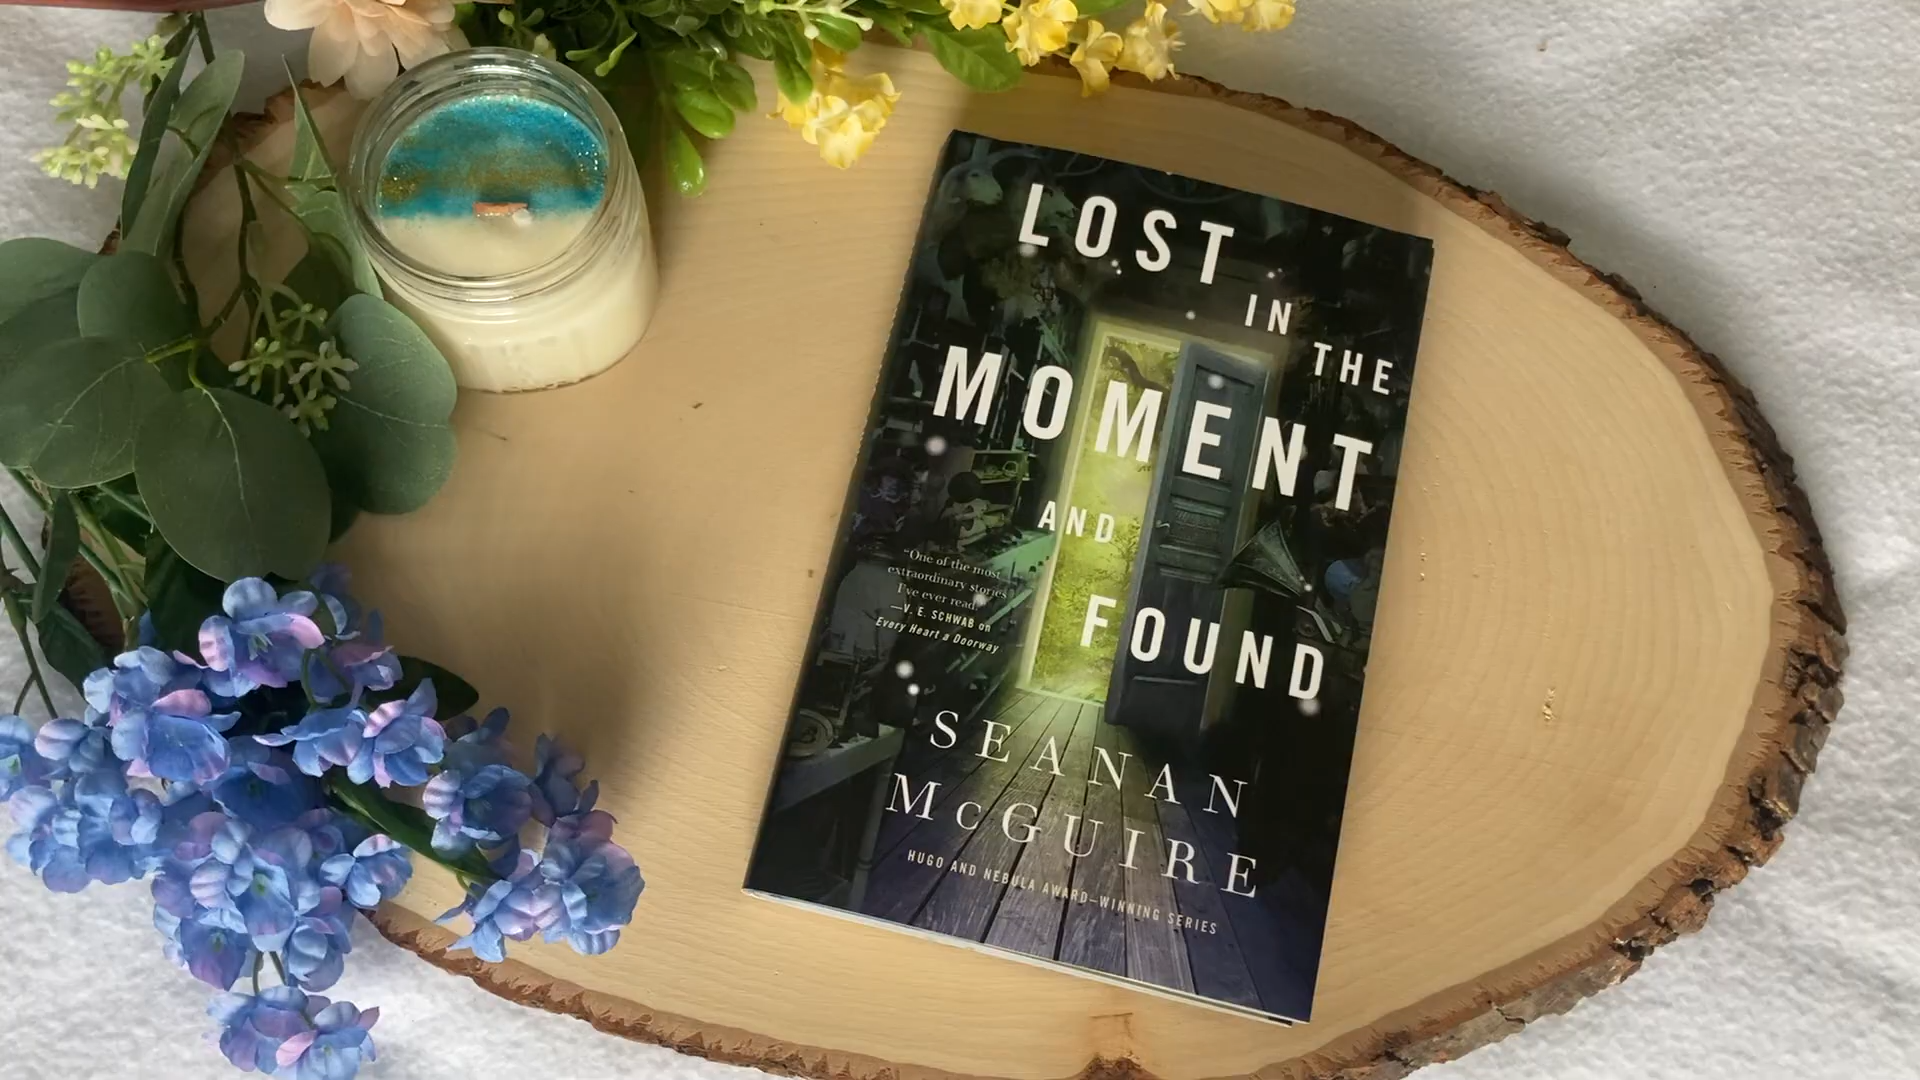 LOST
IN
THE
MOMENT
AND
FOUND
"One of the most
extraordinary stories
I've ever read."
—V. E. SCHWAB on
Every Heart a Doorway
SEANAN
McGUIRE
HUGO AND NEBULA AWARD–WINNING SERIES